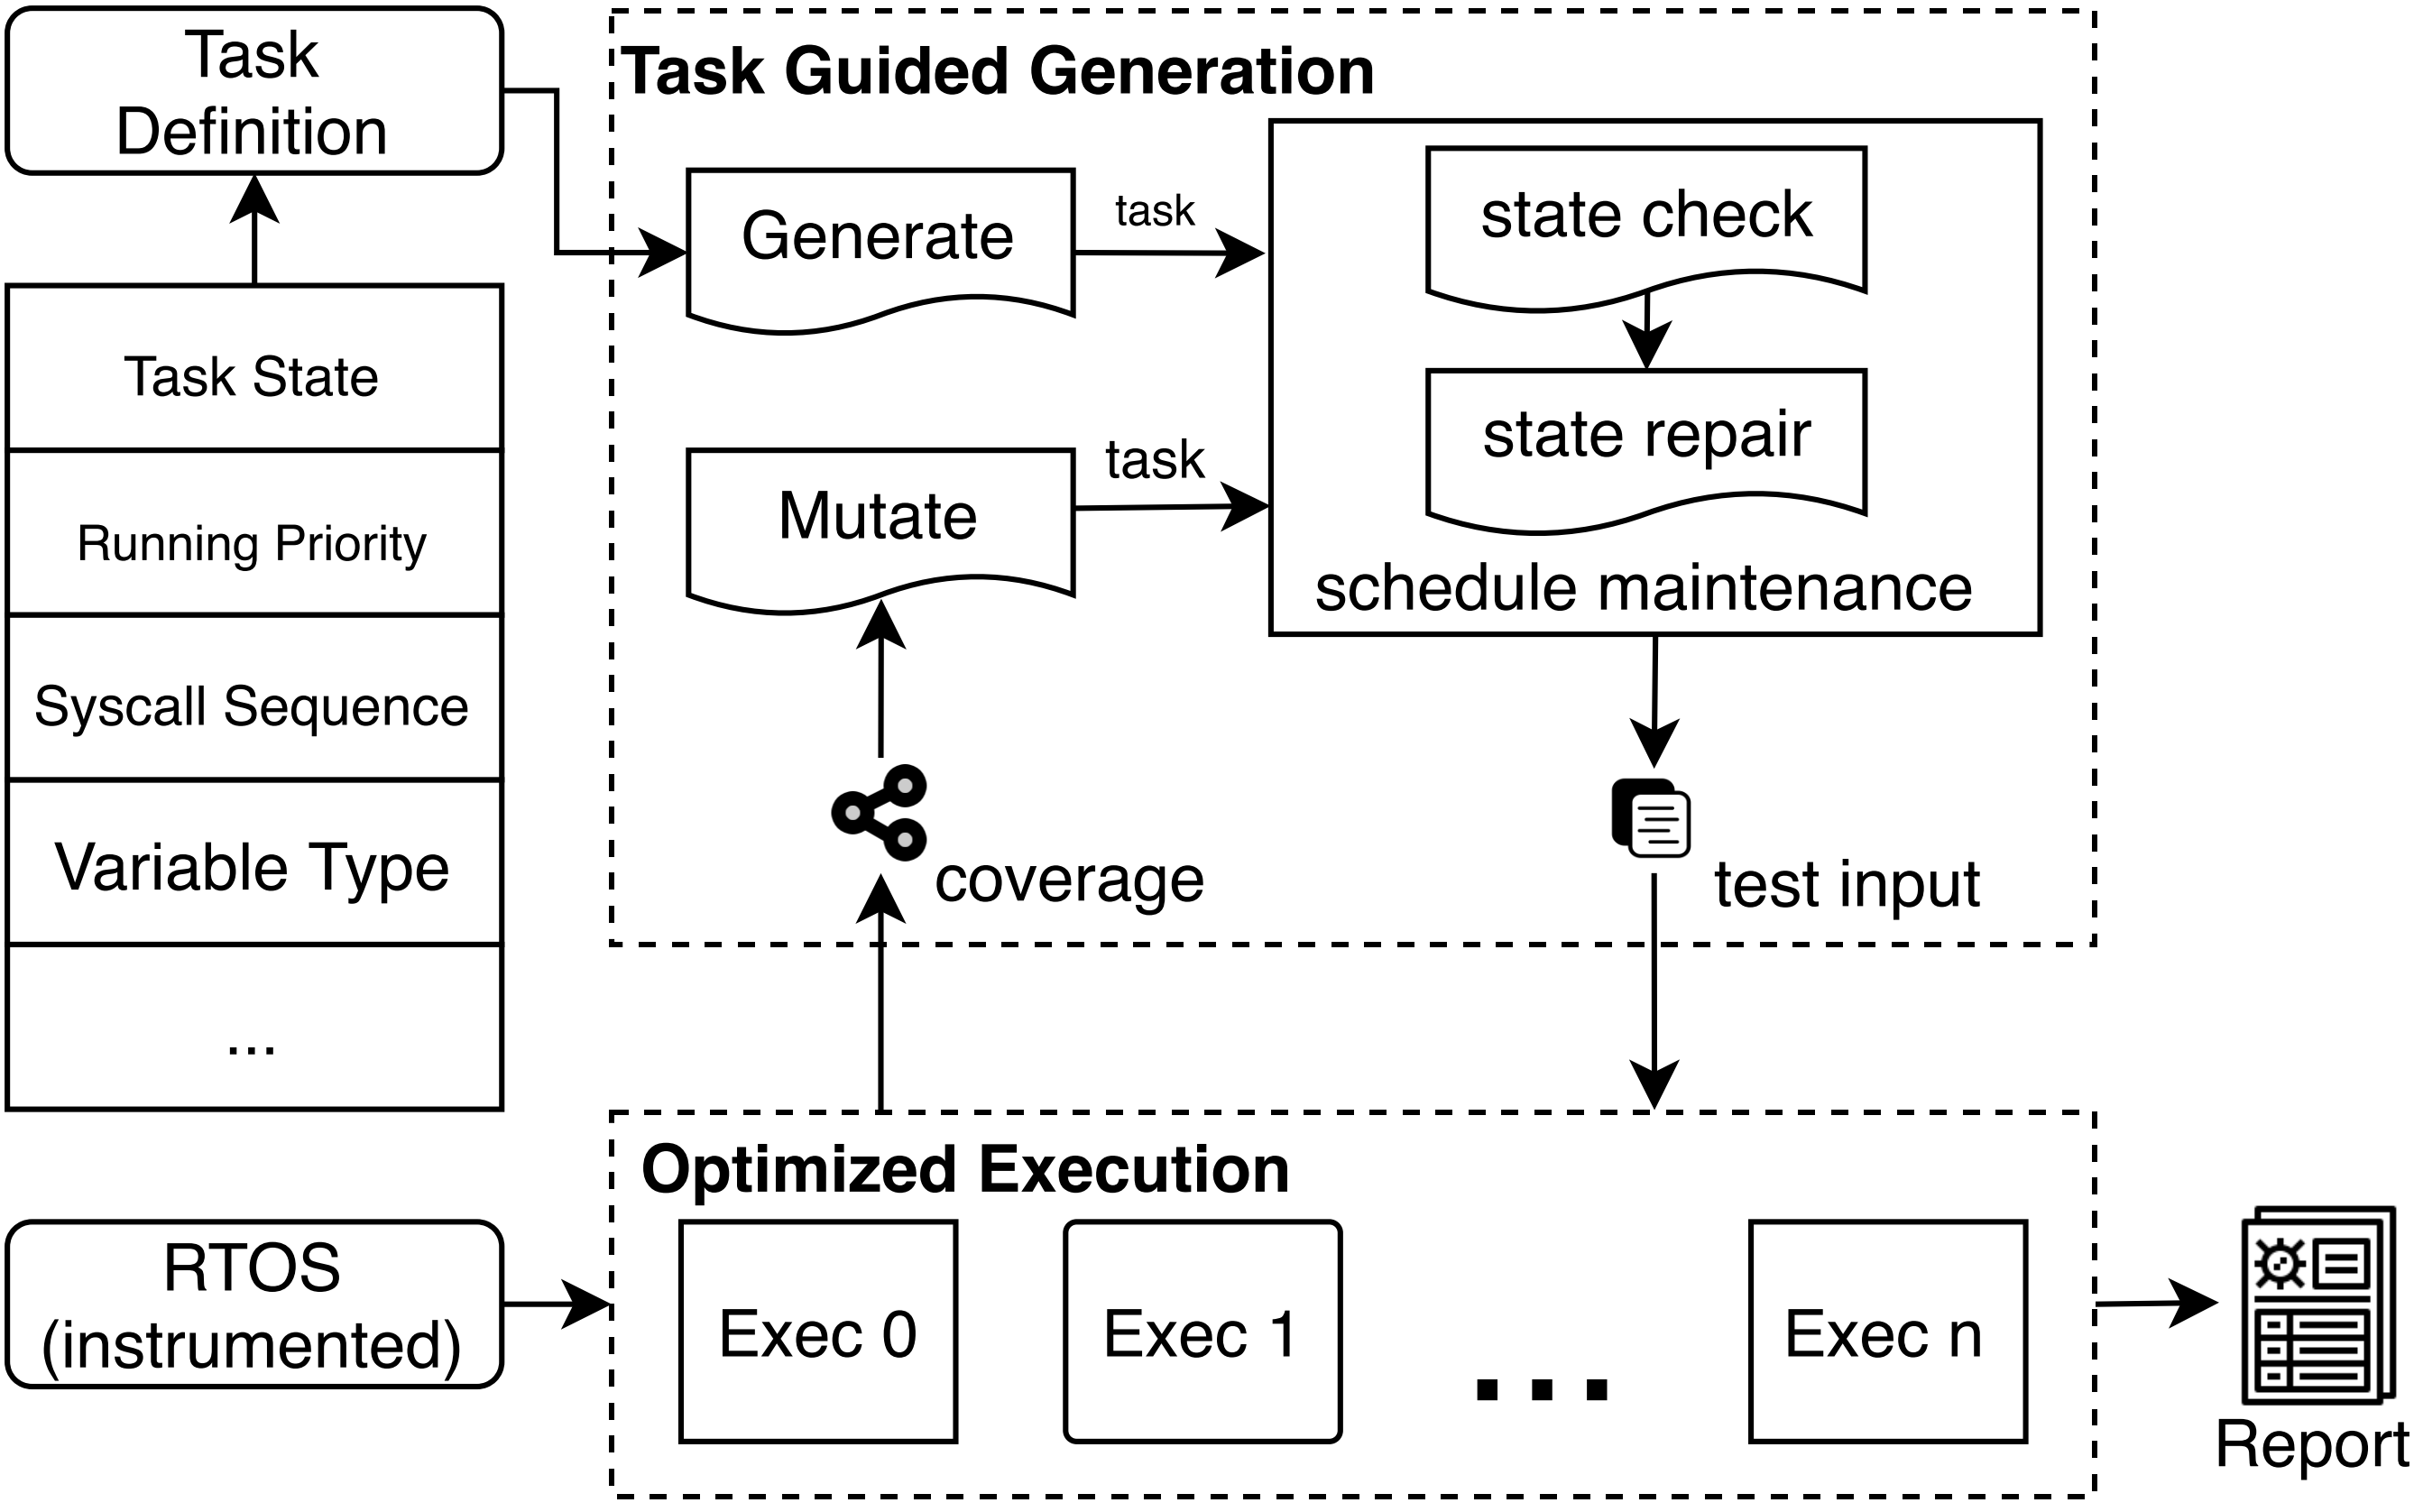 Task
Definition
Task State
Running Priority
Syscall Sequence
Variable Type
...
RTOS
(instrumented)
Task Guided Generation
Generate
task
Mutate
task
state check
state repair
schedule maintenance
coverage
test input
Optimized Execution
Exec 0
Exec 1
...
Exec n
Report